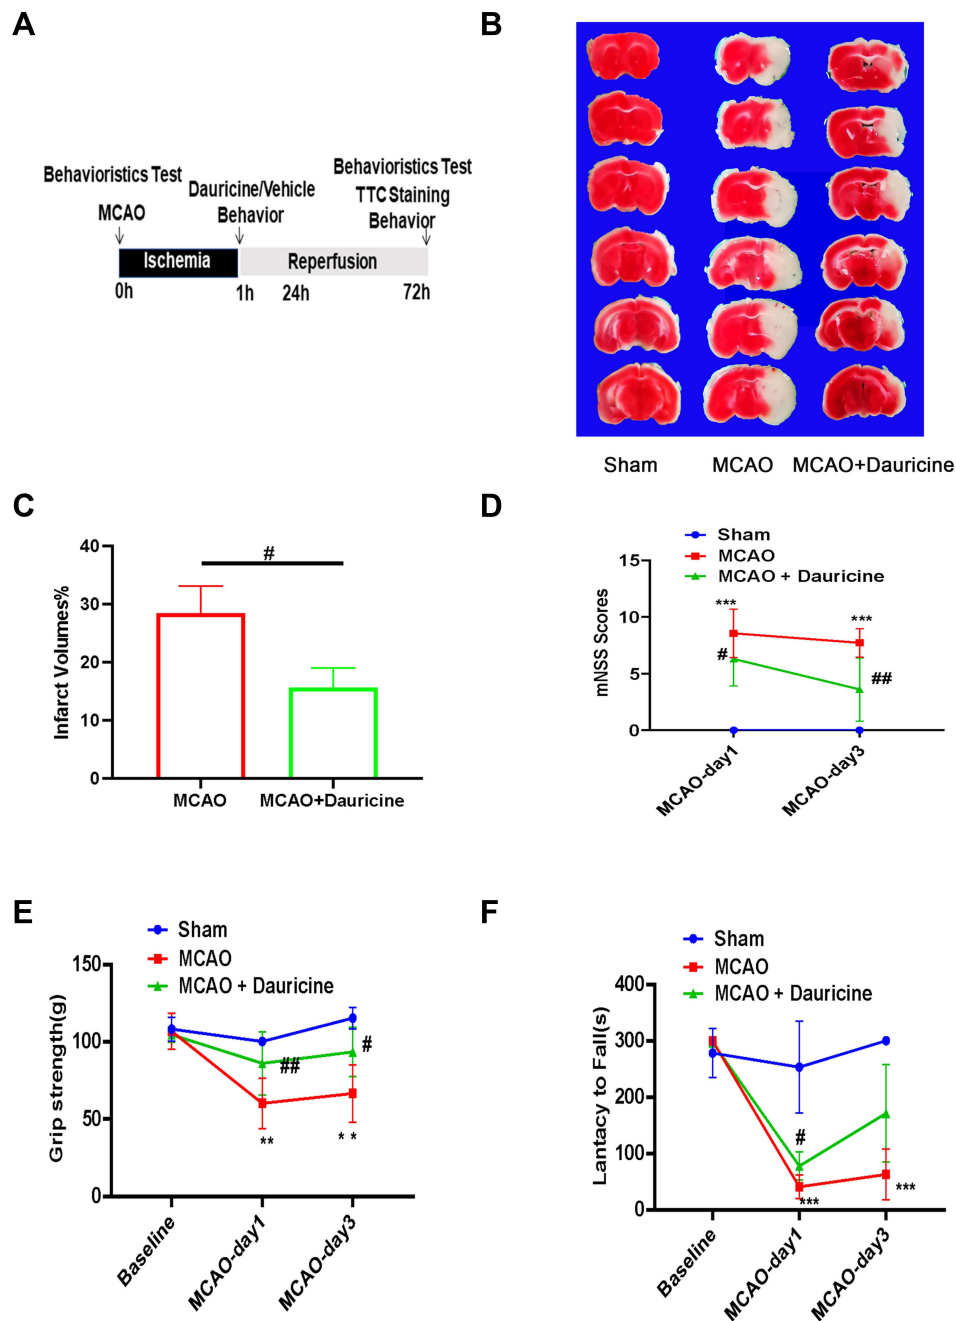 A
Behavioristics Test
MCAO
Dauricine/Vehicle
Behavior
Behavioristics Test
TTC Staining
Behavior
Ischemia
Reperfusion
0h
1h
24h
72h
B
Sham
MCAO
MCAO+Dauricine
C
Infarct Volumes%
40
30
20
10
0
#
MCAO
MCAO+Dauricine
D
Sham
MCAO
MCAO + Dauricine
mNSS Scores
15
10
5
0
***
***
#
##
MCAO-day1
MCAO-day3
E
Sham
MCAO
MCAO + Dauricine
Grip strength(g)
150
100
50
0
##
#
**
* *
Baseline
MCAO-day1
MCAO-day3
F
Sham
MCAO
MCAO + Dauricine
Lantacy to Fall(s)
400
300
200
100
0
#
***
***
Baseline
MCAO-day1
MCAO-day3